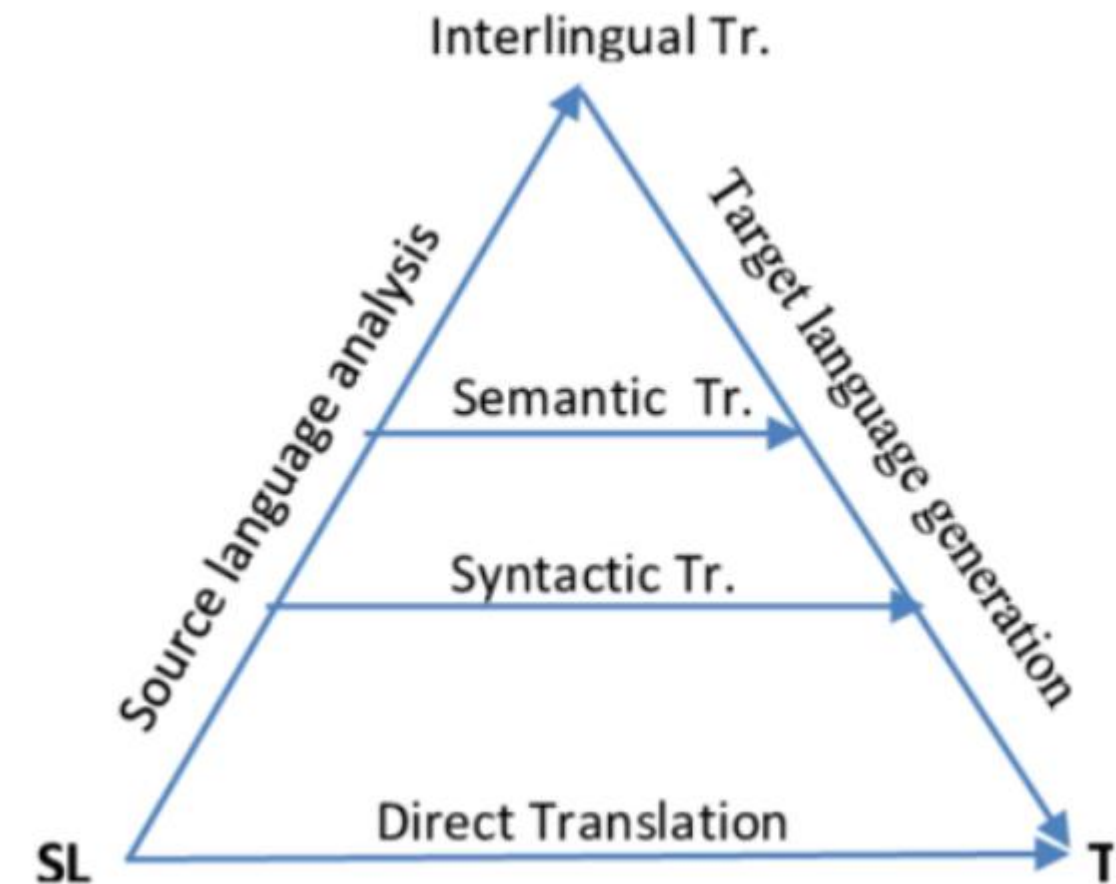 Interlingual Tr.
Source language analysis
Target language generation
Semantic Tr.
Syntactic Tr.
Direct Translation
SL
T